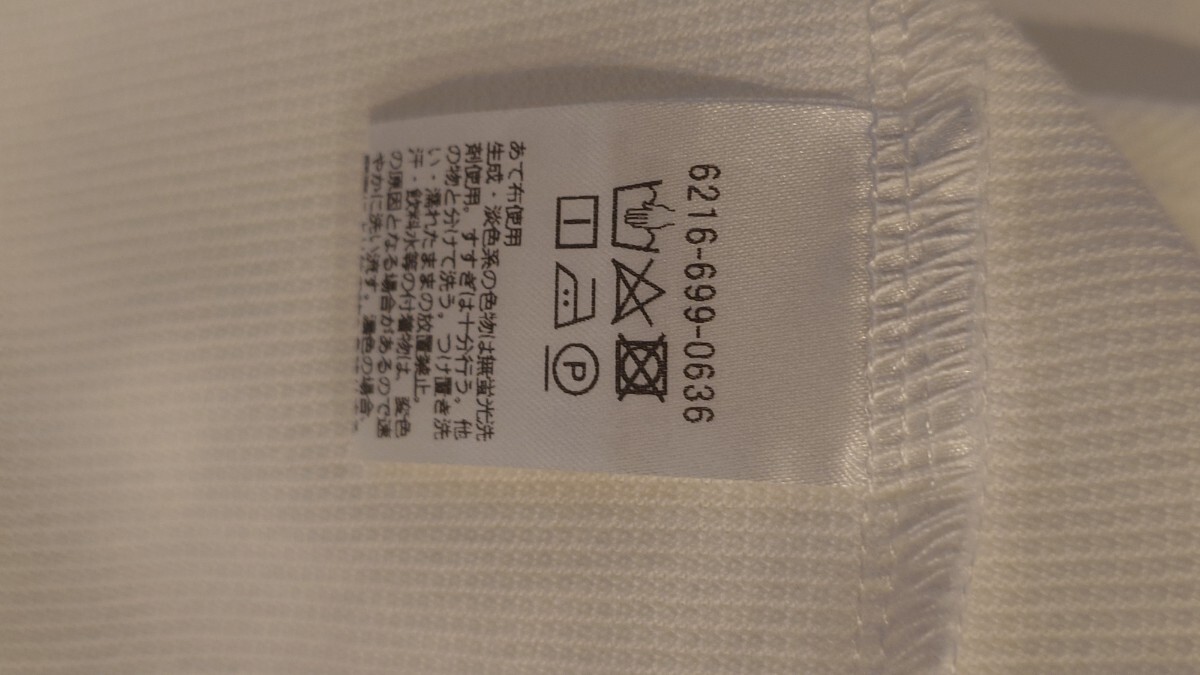 6216-699-0636
P
あて布使用
生成・淡色系の色物は無蛍光洗
剤使用。すすぎは十分行う。他
の物と分けて洗う。つけ置き洗
い・濡れたままの放置禁止。
汗・飲料水等の付着物は、変色
の原因となる場合があるので速
やかに洗い流す。濃色の場合、